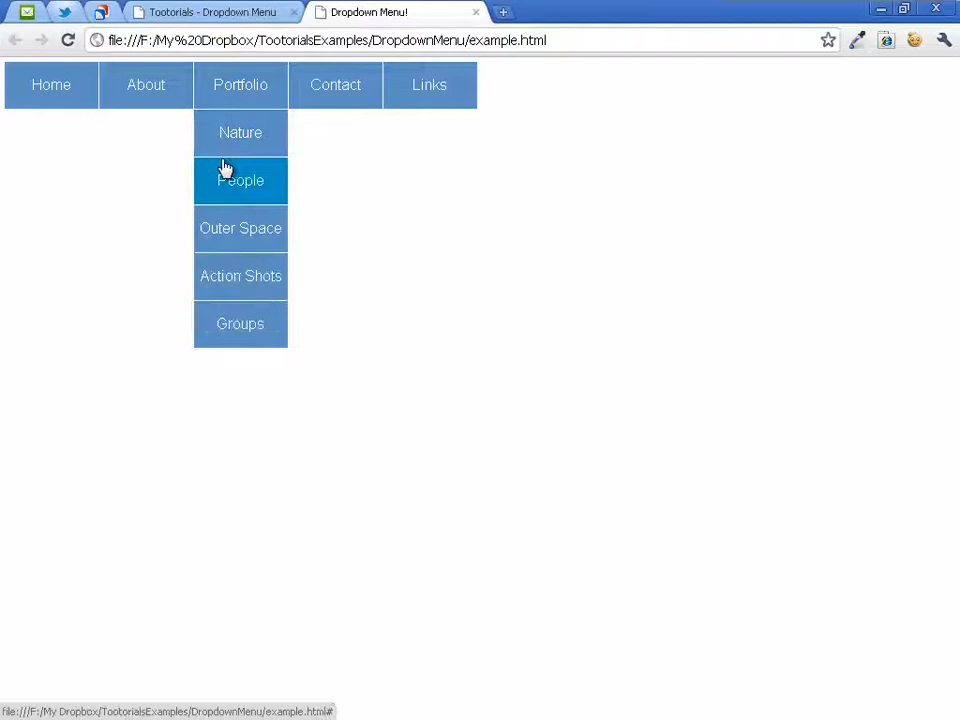 Tootorials - Dropdown Menu
Dropdown Menu!
file:///F:/My%20Dropbox/TootorialsExamples/DropdownMenu/example.html
Home
About
Portfolio
Contact
Links
Nature
People
Outer Space
Action Shots
Groups
file:///F:/My Dropbox/TootorialsExamples/DropdownMenu/example.html#